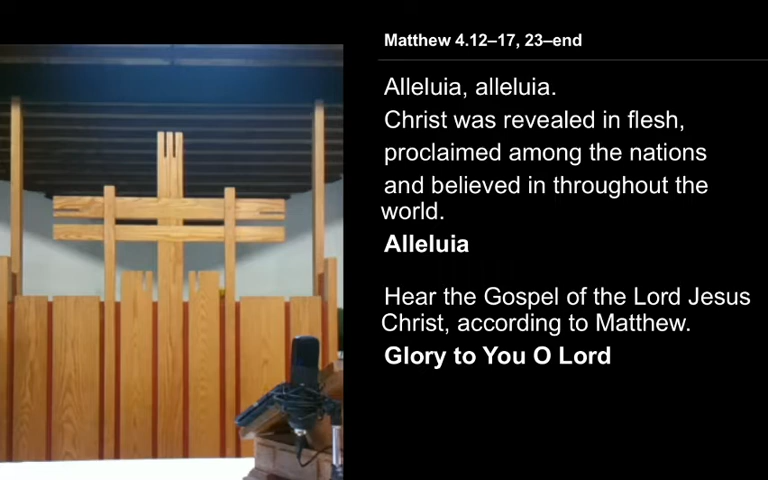 Matthew 4.12–17, 23–end
Alleluia, alleluia.
Christ was revealed in flesh,
proclaimed among the nations
and believed in throughout the
world.
Alleluia
Hear the Gospel of the Lord Jesus
Christ, according to Matthew.
Glory to You O Lord